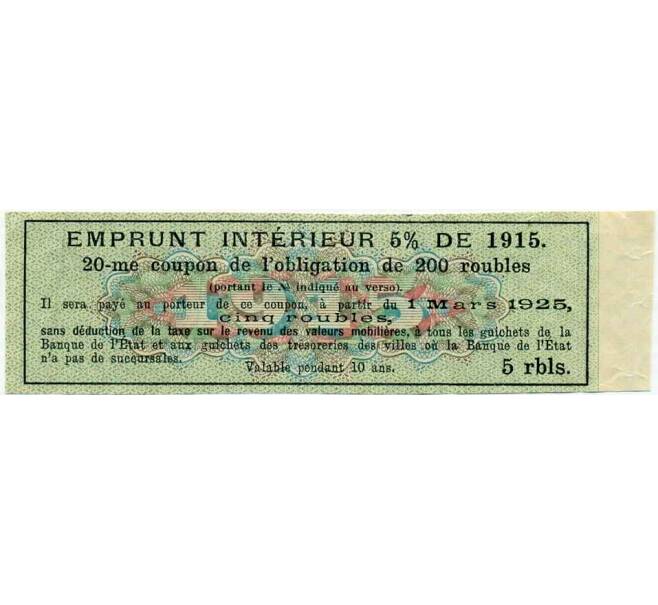 EMPRUNT INTÉRIEUR 5% DE 1915.
20-me coupon de l'obligation de 200 roubles
(portant le № indiqué au verso).
Il sera payé au porteur de ce coupon, à partir du 1 Mars 1925,
cinq roubles,
sans déduction de la taxe sur le revenu des valeurs mobilières, à tous les guichets de la
Banque de l'État et aux guichets des trésoreries des villes où la Banque de l'État
n'a pas de succursales.
Valable pendant 10 ans.
5 rbls.